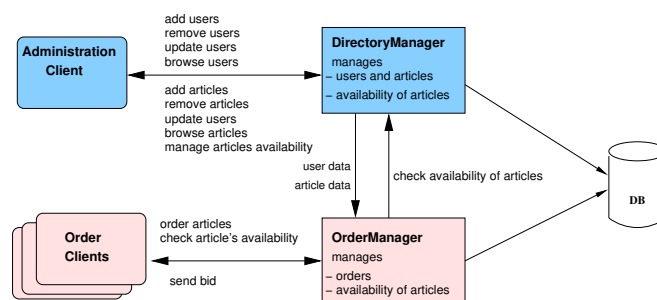 add users
remove users
update users
browse users
Administration
Client
DirectoryManager
manages
– users and articles
– availability of articles
add articles
remove articles
update users
browse articles
manage articles availability
user data
article data
check availability of articles
DB
Order
Clients
order articles
check article's availability
send bid
OrderManager
manages
– orders
– availability of articles